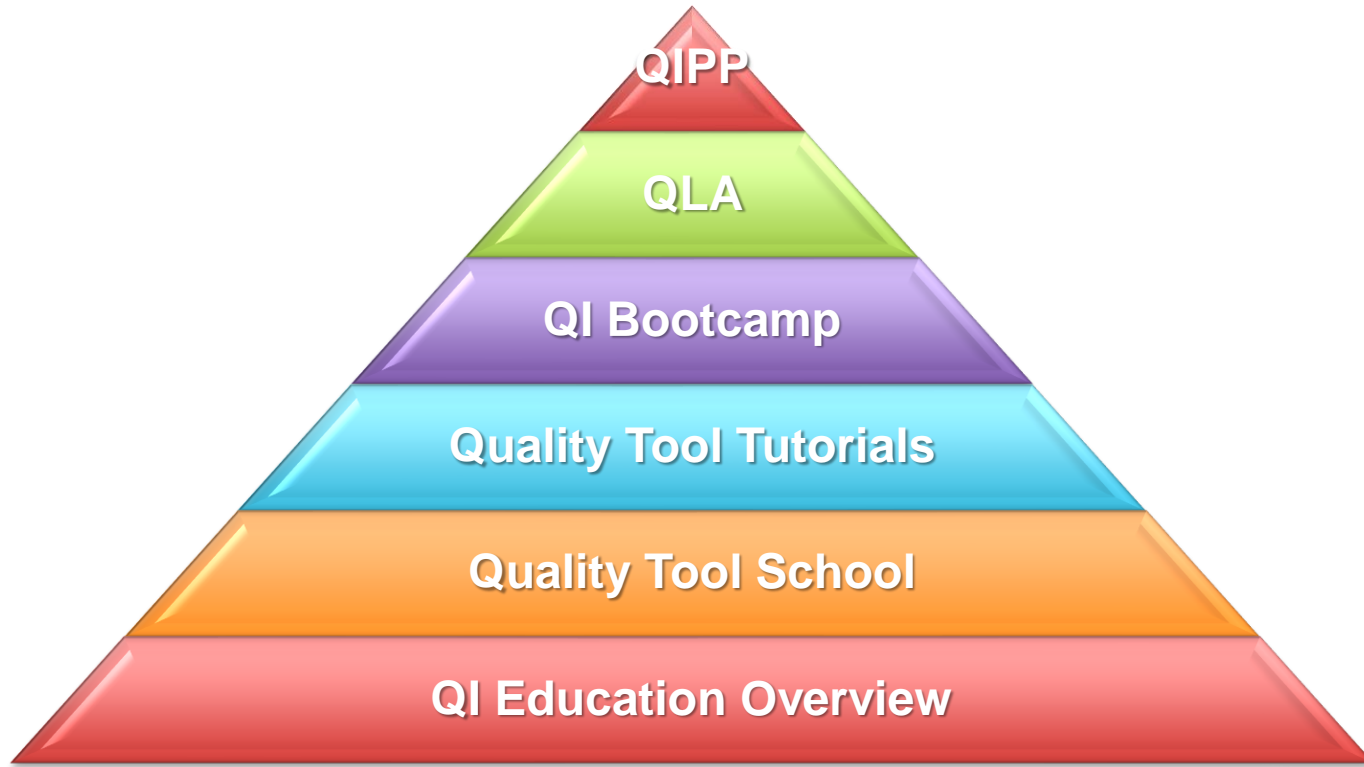 QIPP
QLA
QI Bootcamp
Quality Tool Tutorials
Quality Tool School
QI Education Overview